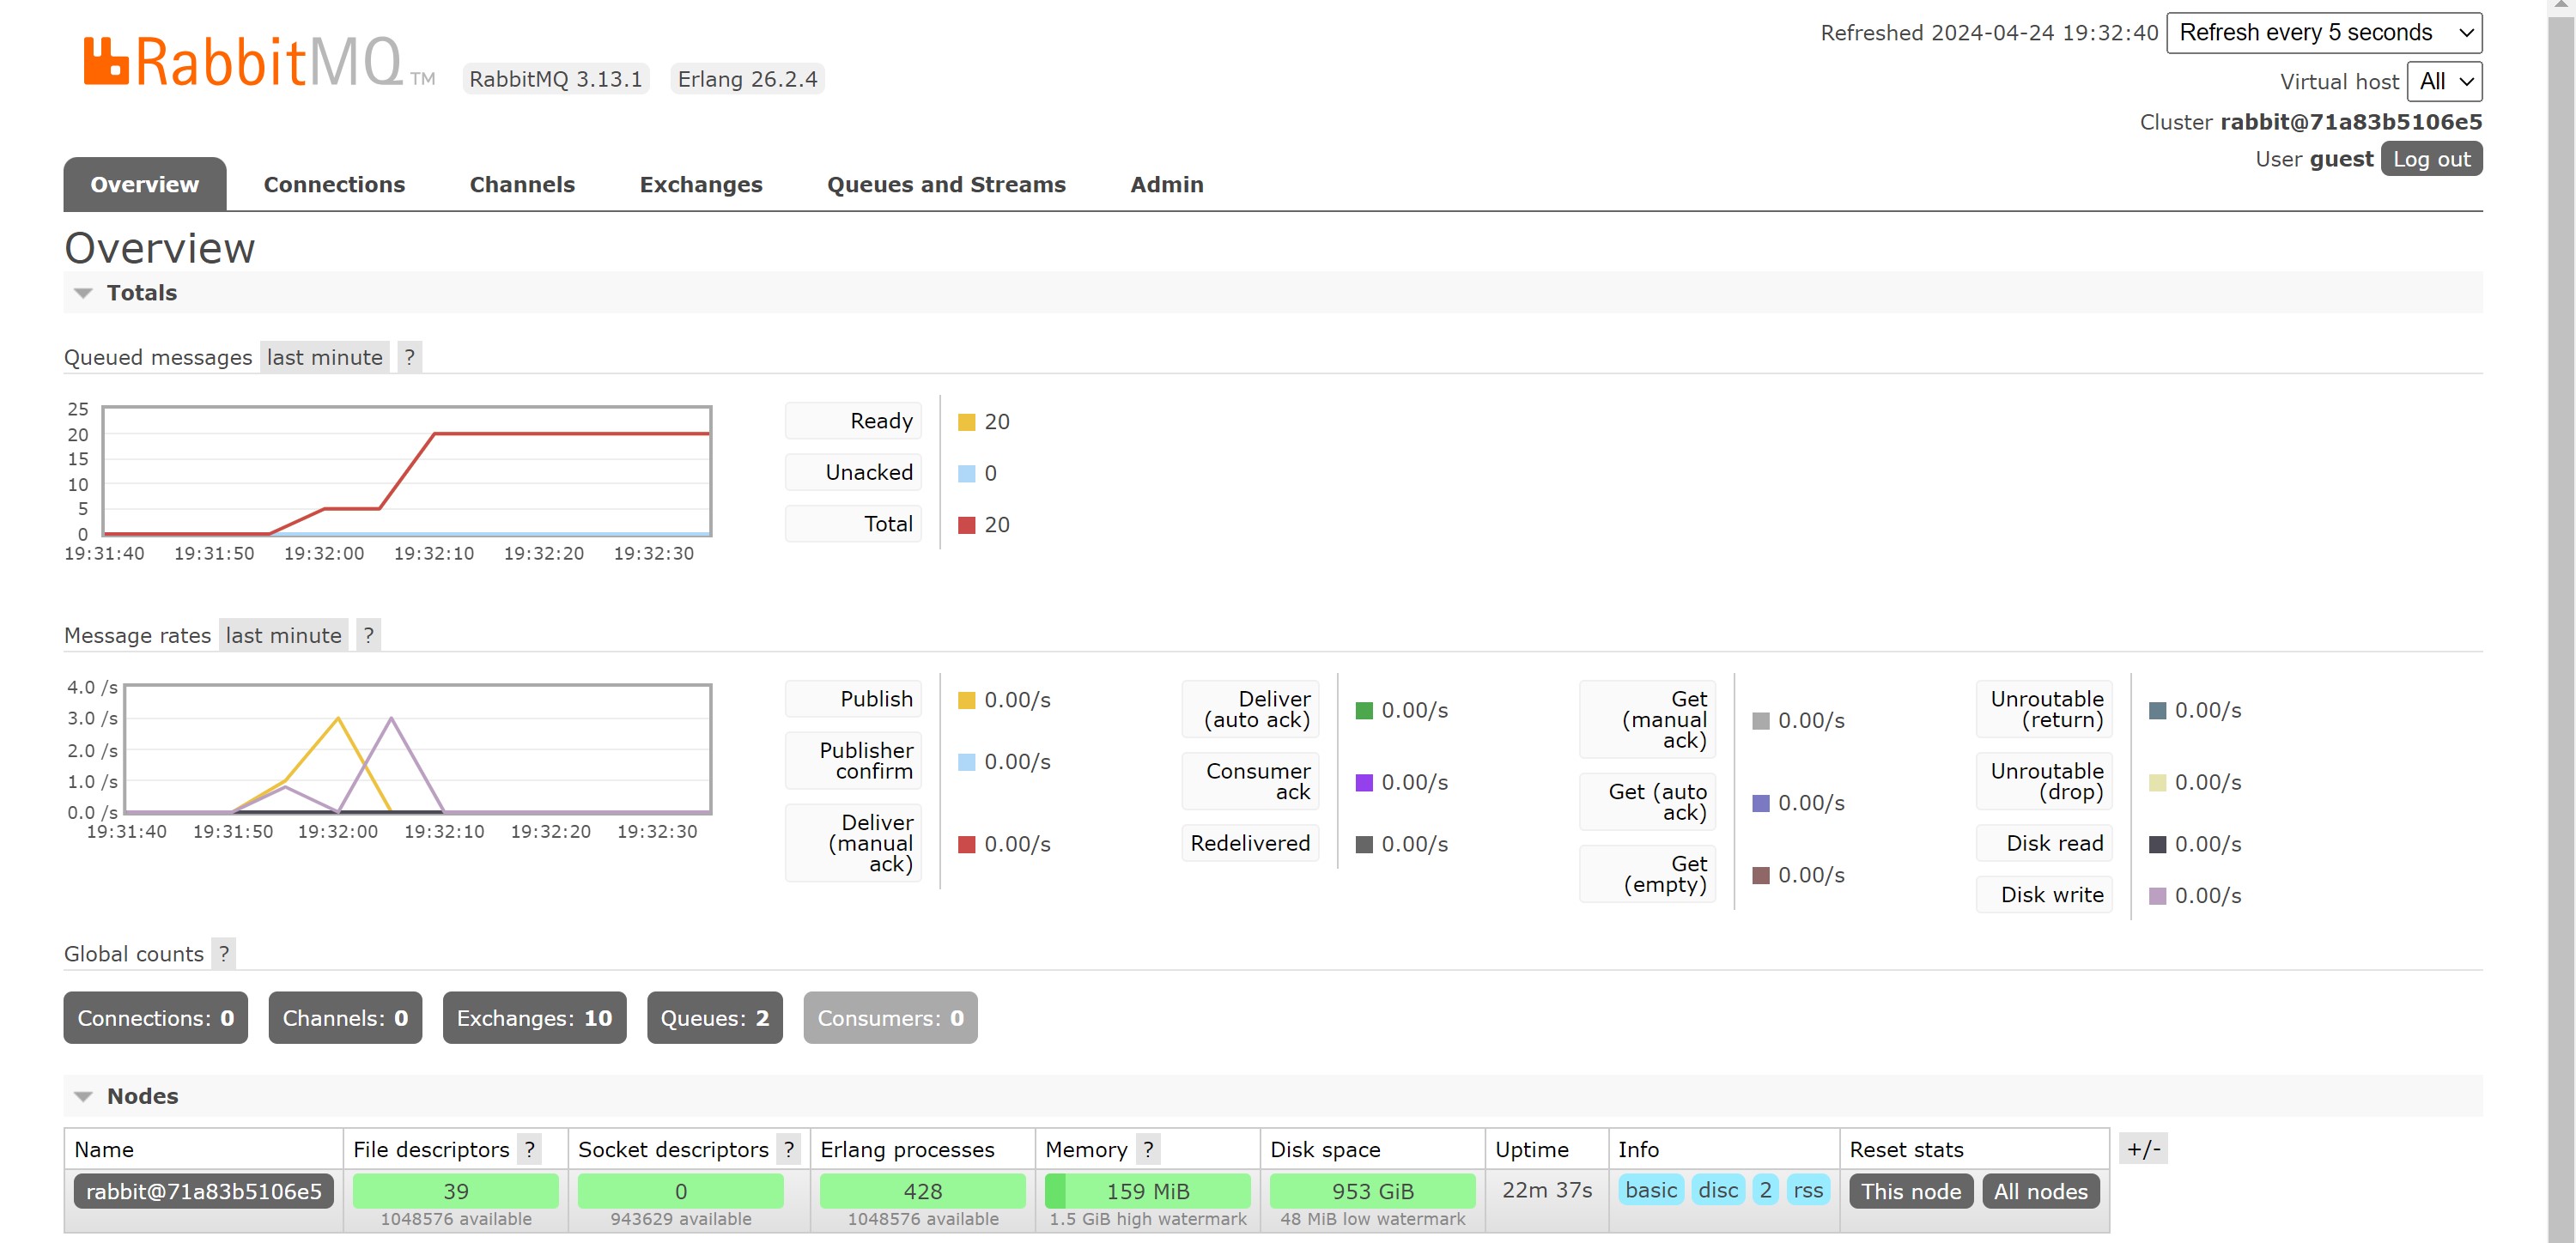 RabbitMQ TM RabbitMQ 3.13.1 Erlang 26.2.4
Refreshed 2024-04-24 19:32:40 Refresh every 5 seconds
Virtual host All
Cluster rabbit@71a83b5106e5
User guest Log out
Overview Connections Channels Exchanges Queues and Streams Admin
Overview
Totals
Queued messages last minute ?
25
20
15
10
5
0
19:31:40 19:31:50 19:32:00 19:32:10 19:32:20 19:32:30
Ready 20
Unacked 0
Total 20
Message rates last minute ?
4.0 /s
3.0 /s
2.0 /s
1.0 /s
0.0 /s
19:31:40 19:31:50 19:32:00 19:32:10 19:32:20 19:32:30
Publish 0.00/s
Publisher
confirm 0.00/s
Deliver
(manual 0.00/s
ack)
Deliver
(auto ack) 0.00/s
Consumer
ack 0.00/s
Redelivered 0.00/s
Get
(manual 0.00/s
ack)
Get (auto
ack) 0.00/s
Get
(empty) 0.00/s
Unroutable
(return) 0.00/s
Unroutable
(drop) 0.00/s
Disk read 0.00/s
Disk write 0.00/s
Global counts ?
Connections: 0 Channels: 0 Exchanges: 10 Queues: 2 Consumers: 0
Nodes
Name File descriptors ? Socket descriptors ? Erlang processes Memory ? Disk space Uptime Info Reset stats +/-
rabbit@71a83b5106e5 39 0 428 159 MiB 953 GiB 22m 37s basic disc 2 rss This node All nodes
1048576 available 943629 available 1048576 available 1.5 GiB high watermark 48 MiB low watermark